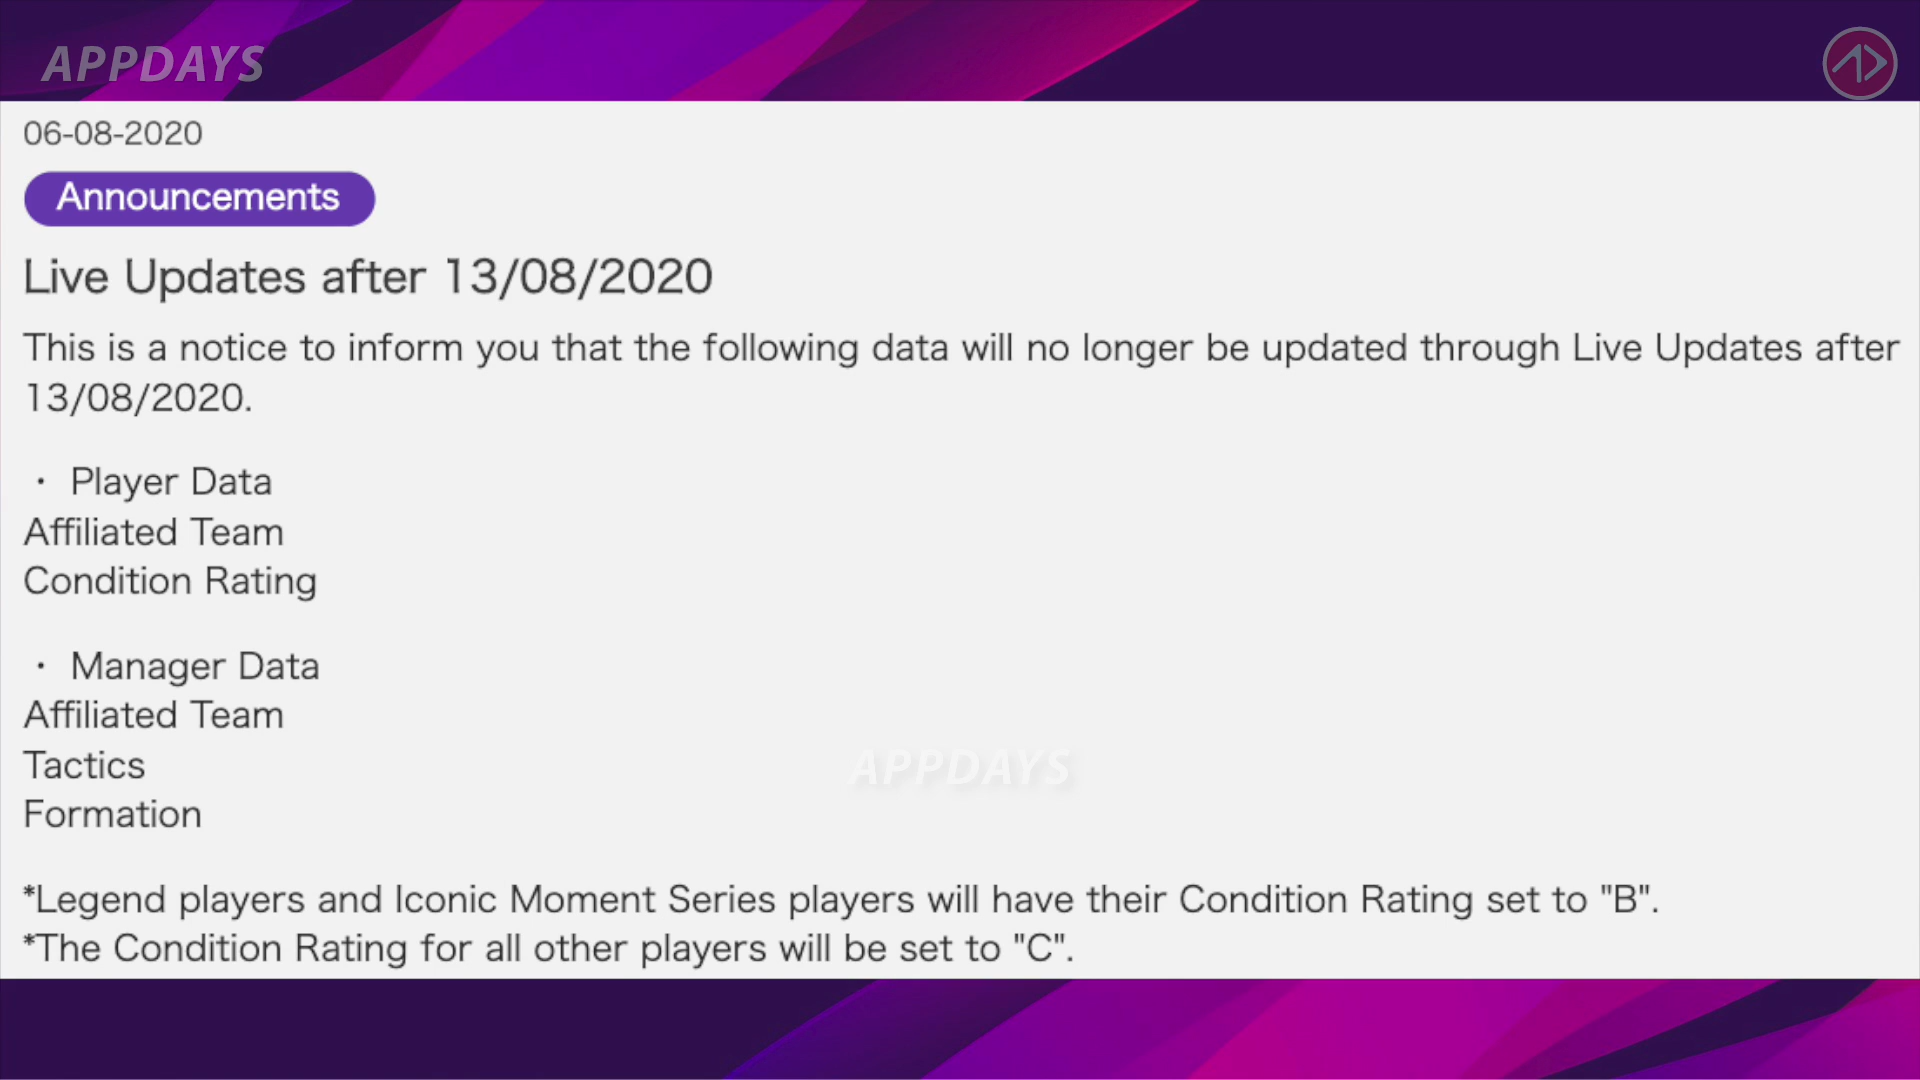 APPDAYS
06-08-2020
Announcements
Live Updates after 13/08/2020
This is a notice to inform you that the following data will no longer be updated through Live Updates after
13/08/2020.
・ Player Data
Affiliated Team
Condition Rating
・ Manager Data
Affiliated Team
Tactics
APPDAYS
Formation
*Legend players and Iconic Moment Series players will have their Condition Rating set to "B".
*The Condition Rating for all other players will be set to "C".